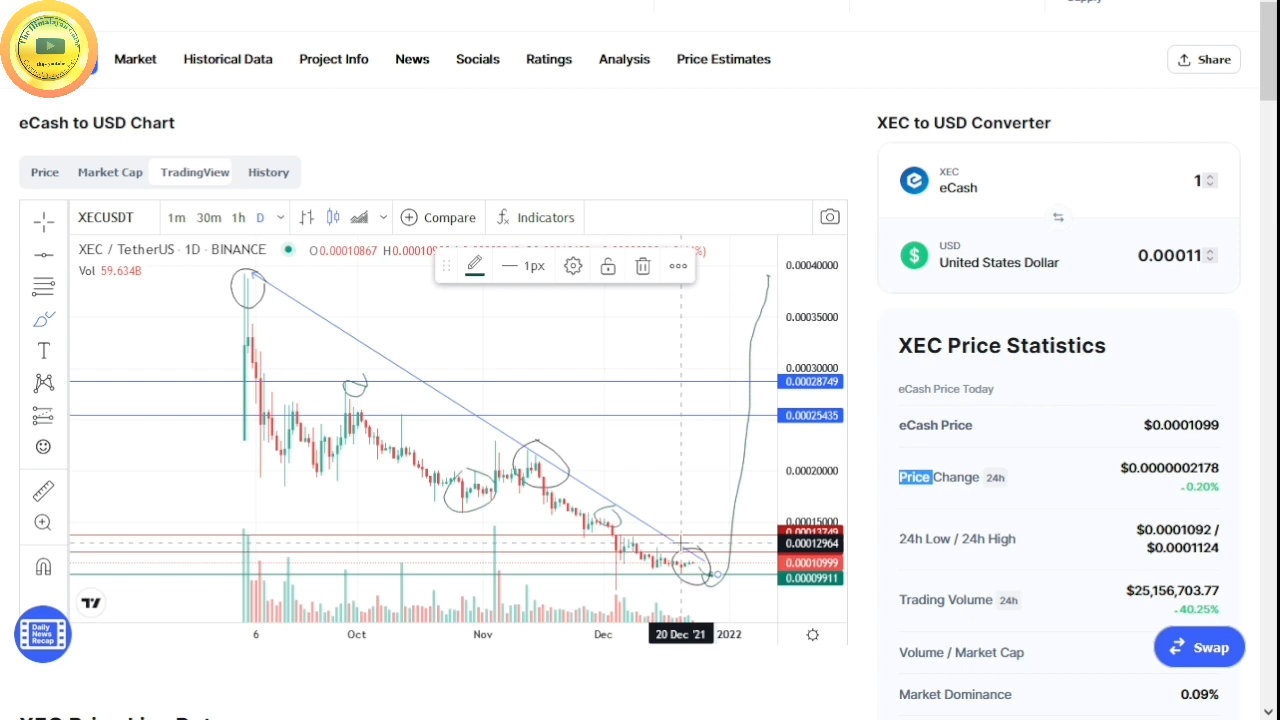 Market Historical Data Project Info News Socials Ratings Analysis Price Estimates Share
eCash to USD Chart
Price Market Cap TradingView History
XECUSDT 1m 30m 1h D Compare Indicators
XEC / TetherUS · 1D · BINANCE O0.00010867
Vol 59.634B
1px
0.00040000
0.00035000
0.00030000
0.00028749
0.00025435
0.00020000
0.00015000
0.00013749
0.00012964
0.00010999
0.00009911
6 Oct Nov Dec 20 Dec '21 2022
Daily
News
Recap
XEC to USD Converter
XEC
eCash
1
USD
United States Dollar
0.00011
XEC Price Statistics
eCash Price Today
eCash Price $0.0001099
Price Change 24h $0.0000002178
0.20%
24h Low / 24h High $0.0001092 /
$0.0001124
Trading Volume 24h $25,156,703.77
40.25%
Volume / Market Cap
Swap
Market Dominance 0.09%